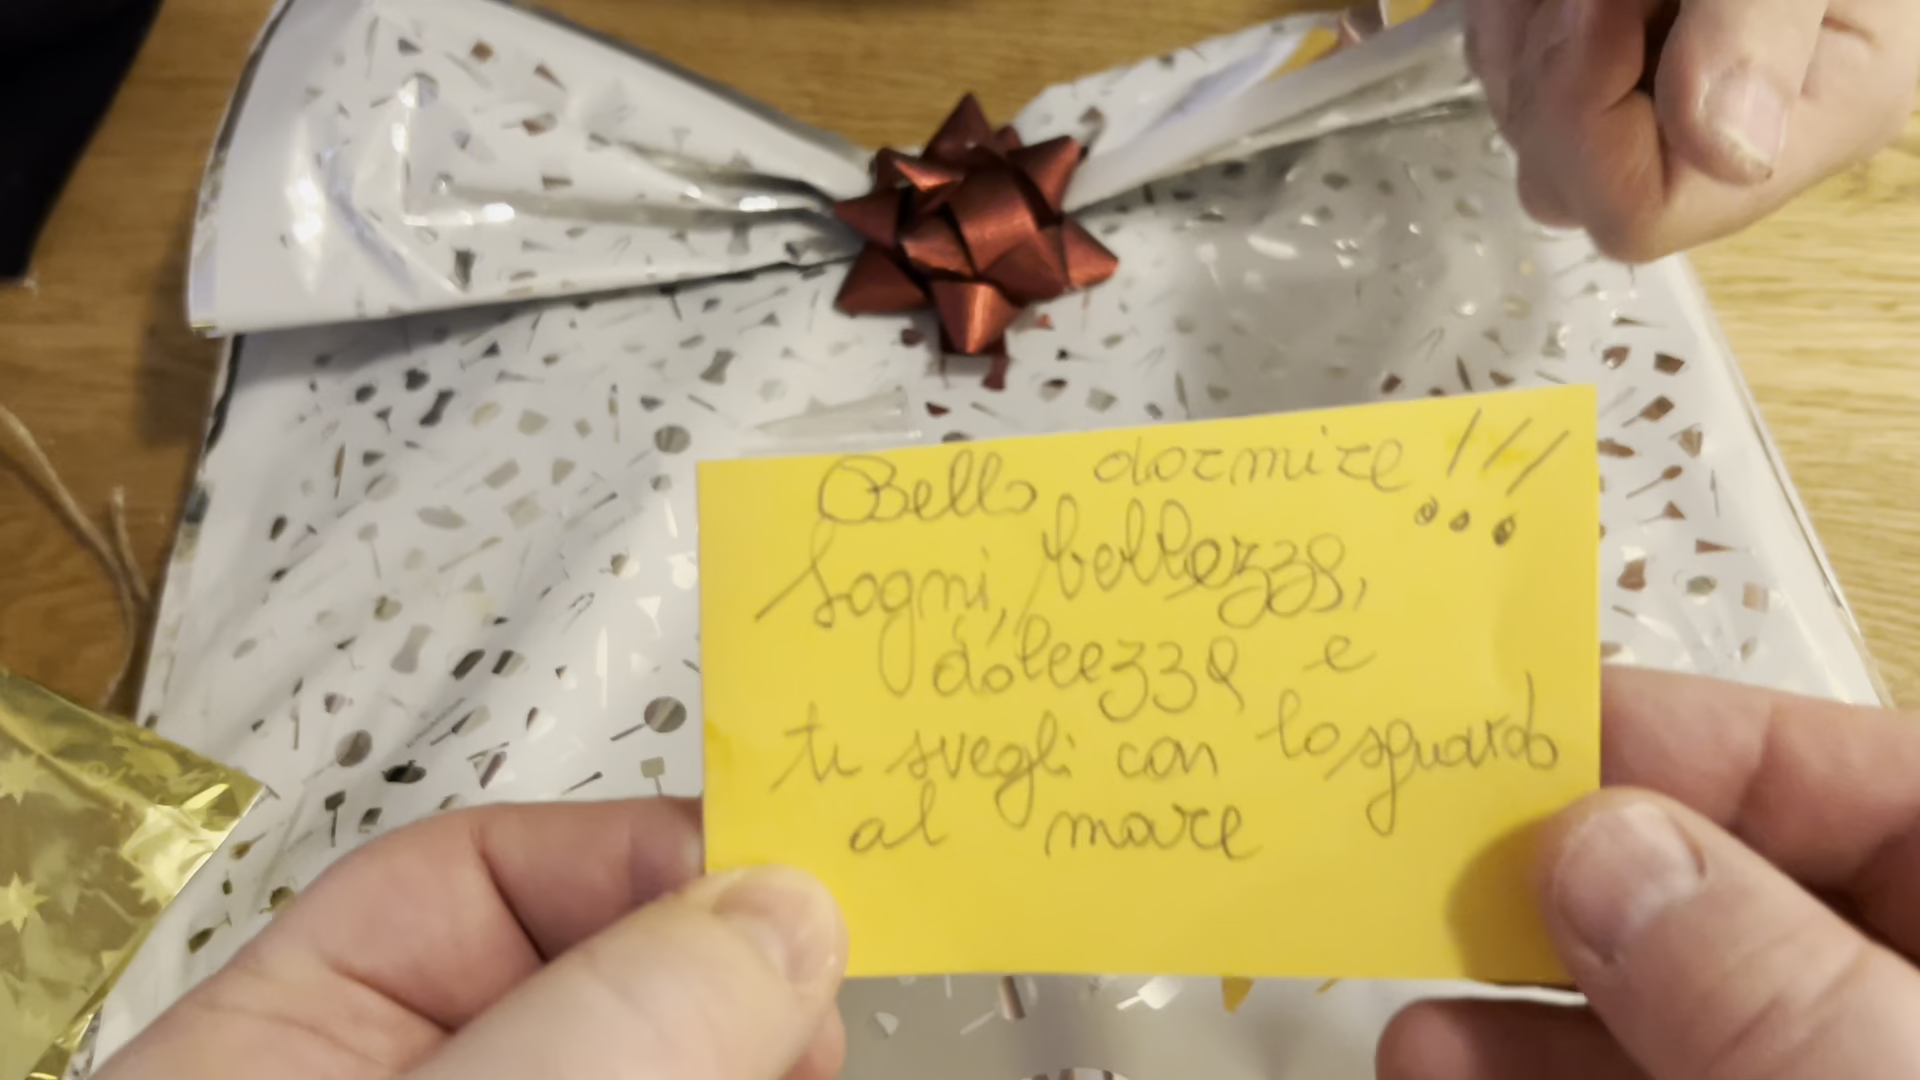 Bello dormire!!!
Sogni, bellezza,
dolcezza e
ti svegli con lo sguardo
al mare